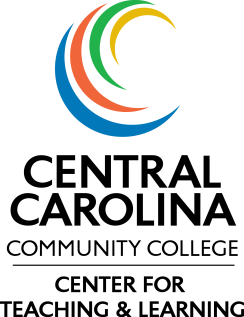 CENTRAL
CAROLINA
COMMUNITY COLLEGE
CENTER FOR
TEACHING & LEARNING